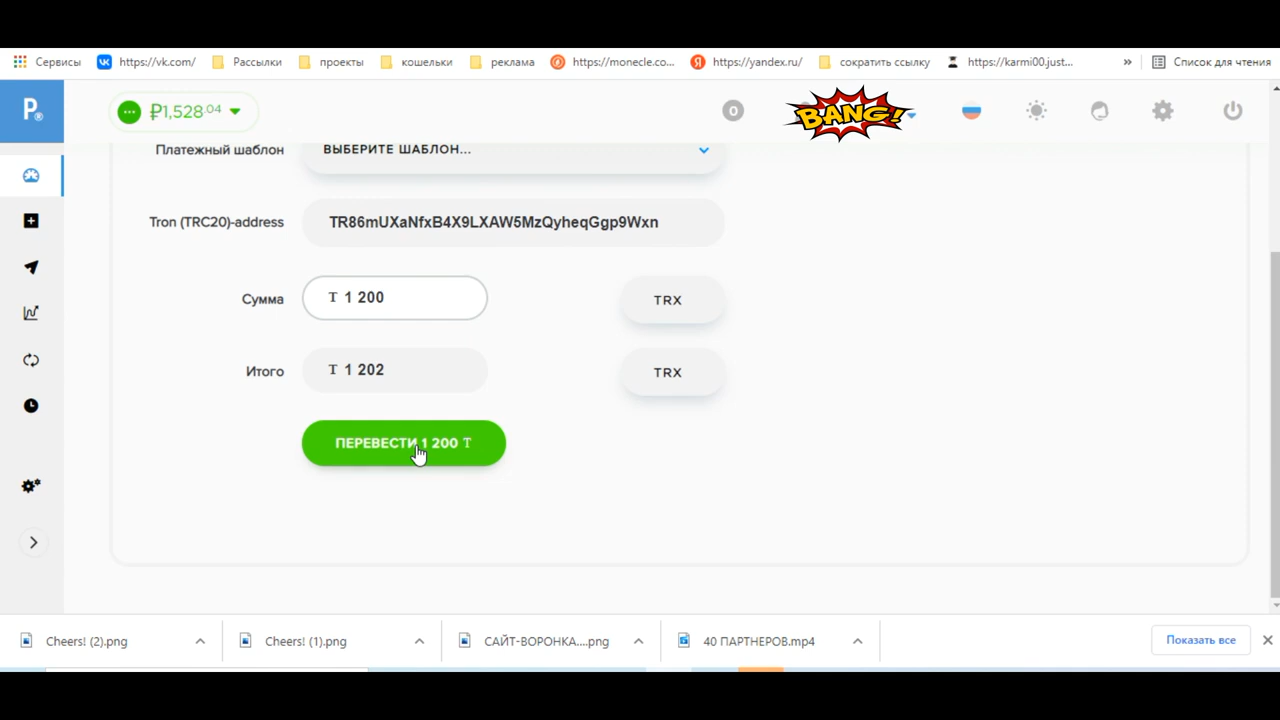 Сервисы https://vk.com/ Рассылки проекты кошельки реклама https://monecle.co... https://yandex.ru/ сократить ссылку https://karmi00.just... » Список для чтения
P® ₽1,528.04 O BANG!
Платежный шаблон ВЫБЕРИТЕ ШАБЛОН...
Tron (TRC20)-address TR86mUXaNfxB4X9LXAW5MzQyheqGgp9Wxn
Сумма T 1 200 TRX
Итого T 1 202 TRX
ПЕРЕВЕСТИ 1 200 T
Cheers! (2).png Cheers! (1).png САЙТ-ВОРОНКА....png 40 ПАРТНЕРОВ.mp4 Показать все